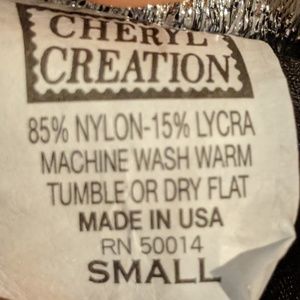 CHERYL
CREATION
85% NYLON-15% LYCRA
MACHINE WASH WARM
TUMBLE OR DRY FLAT
MADE IN USA
RN 50014
SMALL